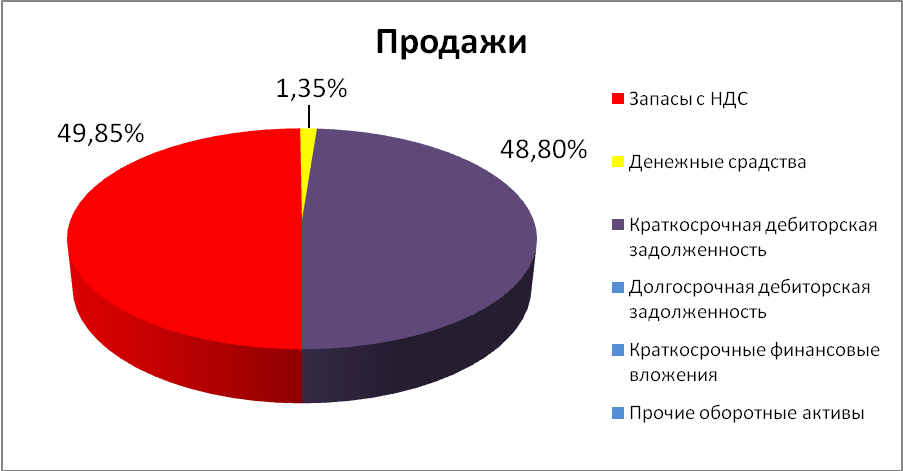 Продажи
1,35%
49,85%
48,80%
Запасы с НДС
Денежные срадства
Краткосрочная дебиторская
задолженность
Долгосрочная дебиторская
задолженность
Краткосрочные финансовые
вложения
Прочие оборотные активы